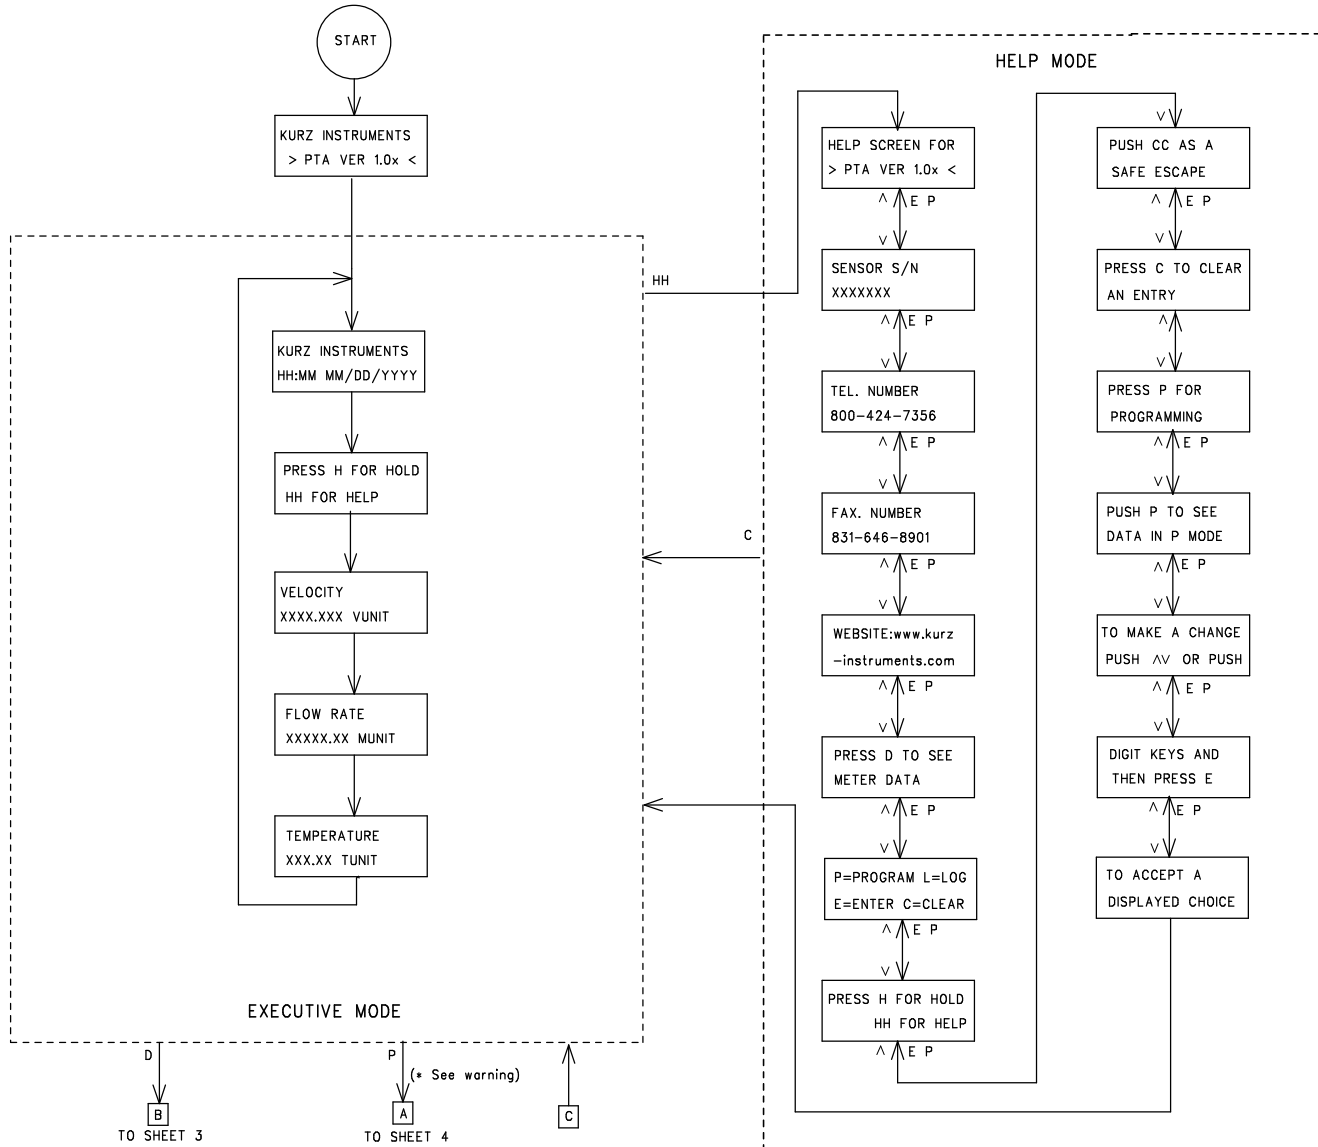 START
KURZ INSTRUMENTS
> PTA VER 1.0x <
KURZ INSTRUMENTS
HH:MM MM/DD/YYYY
PRESS H FOR HOLD
HH FOR HELP
VELOCITY
XXXX.XXX VUNIT
FLOW RATE
XXXXX.XX MUNIT
TEMPERATURE
XXX.XX TUNIT
EXECUTIVE MODE
D
B
TO SHEET 3
P
(* See warning)
A
TO SHEET 4
C
HH
C
HELP MODE
HELP SCREEN FOR
> PTA VER 1.0x <
^ E P
v
SENSOR S/N
XXXXXXX
^ E P
v
TEL. NUMBER
800-424-7356
^ E P
v
FAX. NUMBER
831-646-8901
^ E P
v
WEBSITE:www.kurz
-instruments.com
^ E P
v
PRESS D TO SEE
METER DATA
^ E P
v
P=PROGRAM L=LOG
E=ENTER C=CLEAR
^ E P
v
PRESS H FOR HOLD
HH FOR HELP
^ E P
v
PUSH CC AS A
SAFE ESCAPE
^ E P
v
PRESS C TO CLEAR
AN ENTRY
^
v
PRESS P FOR
PROGRAMMING
^ E P
v
PUSH P TO SEE
DATA IN P MODE
^ E P
v
TO MAKE A CHANGE
PUSH ^v OR PUSH
^ E P
v
DIGIT KEYS AND
THEN PRESS E
^ E P
v
TO ACCEPT A
DISPLAYED CHOICE